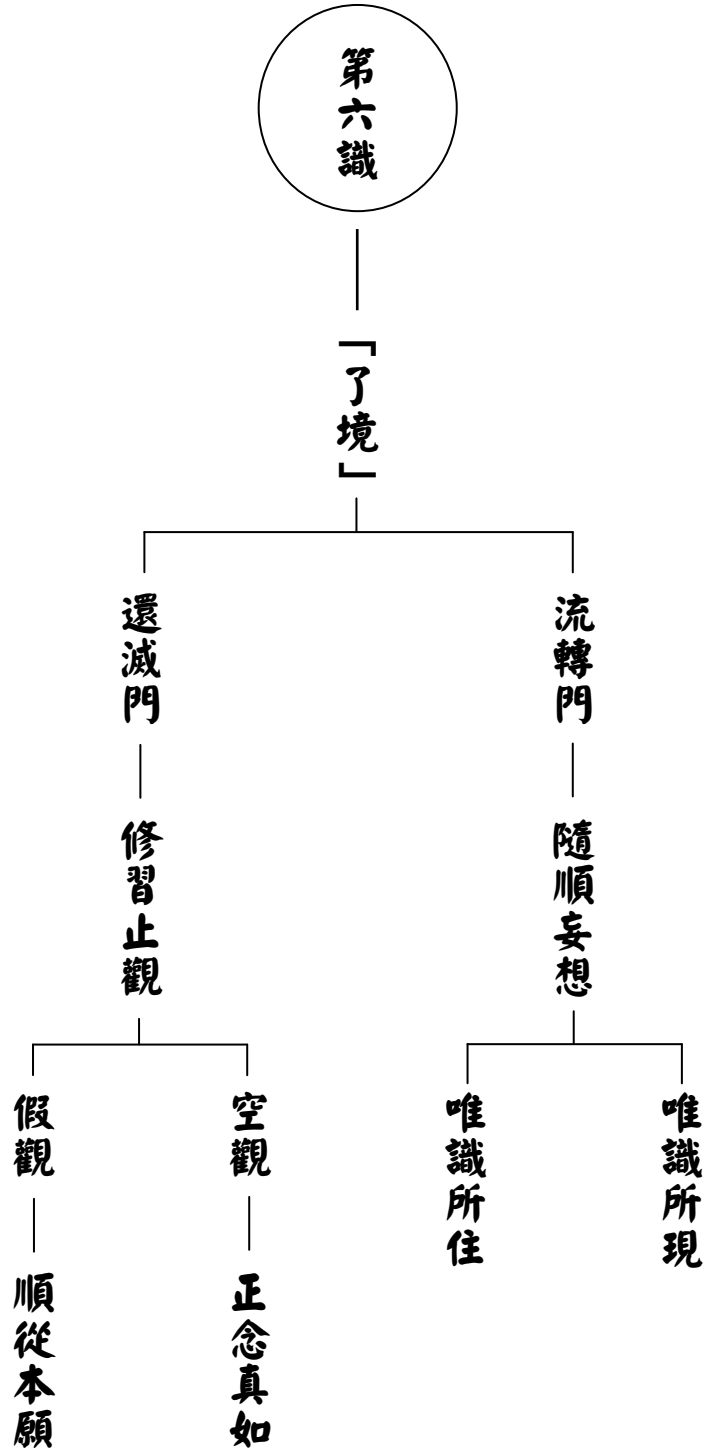 第六識
「了境」
流轉門
隨順妄想
唯識所現
唯識所住
還滅門
修習止觀
空觀
正念真如
假觀
順從本願